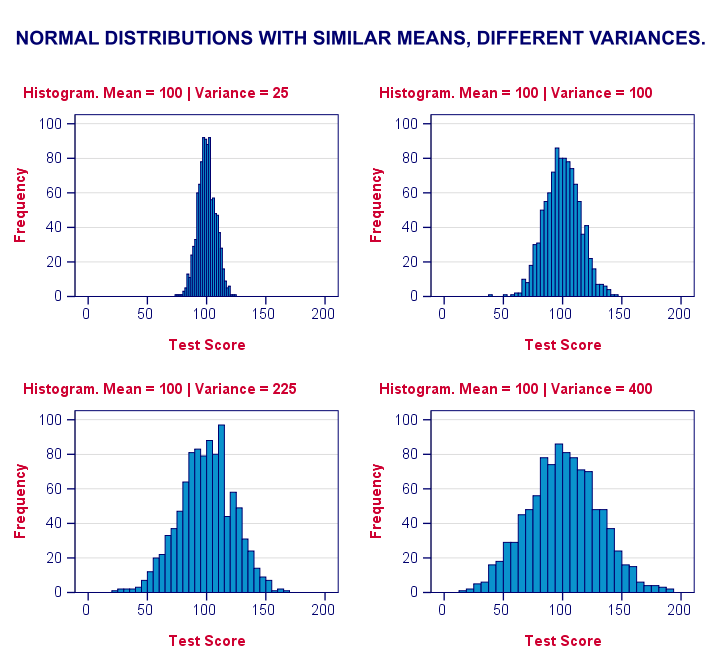 NORMAL DISTRIBUTIONS WITH SIMILAR MEANS, DIFFERENT VARIANCES.
Histogram. Mean = 100 | Variance = 25
100
80
60
40
20
0
Frequency
0 50 100 150 200
Test Score
Histogram. Mean = 100 | Variance = 100
100
80
60
40
20
0
Frequency
0 50 100 150 200
Test Score
Histogram. Mean = 100 | Variance = 225
100
80
60
40
20
0
Frequency
0 50 100 150 200
Test Score
Histogram. Mean = 100 | Variance = 400
100
80
60
40
20
0
Frequency
0 50 100 150 200
Test Score